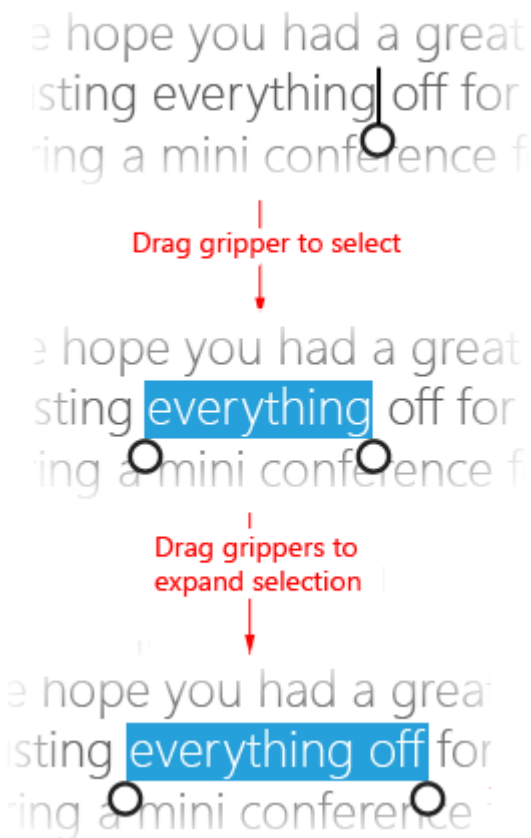 hope you had a great
sting everything off for
ing a mini conference
Drag gripper to select
hope you had a great
sting everything off for
ing a mini conference
Drag grippers to
expand selection
hope you had a grea
sting everything off for
ing a mini conference